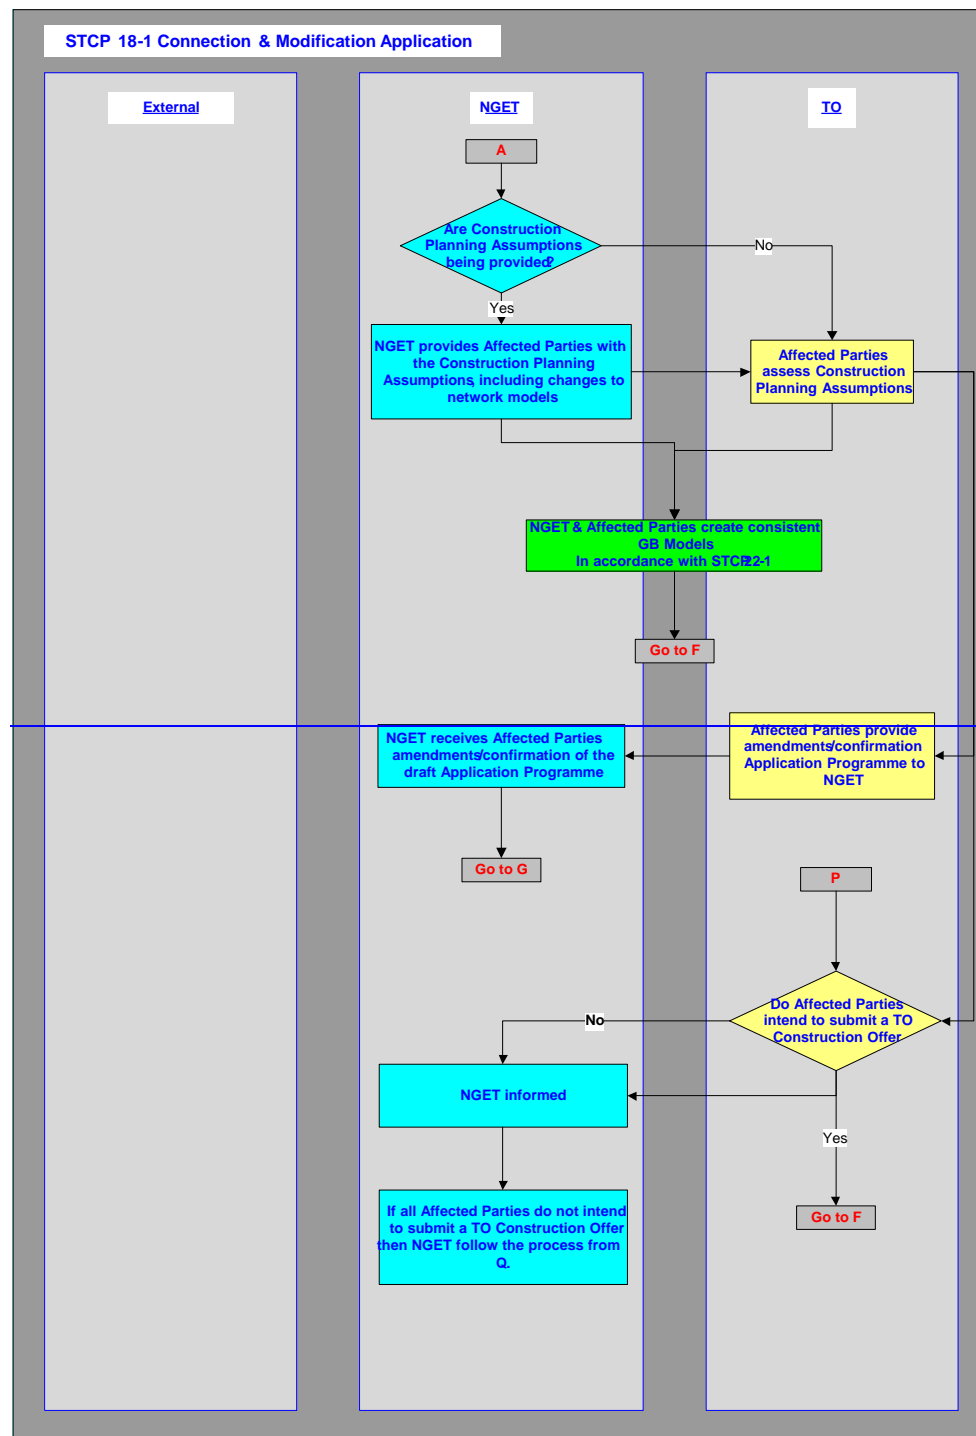 STCP 18-1 Connection & Modification Application
External
NGET
TO
A
Are Construction
Planning Assumptions
being provided?
No
Yes
NGET provides Affected Parties with
the Construction Planning
Assumptions, including changes to
network models
Affected Parties
assess Construction
Planning Assumptions
NGET & Affected Parties create consistent
GB Models
In accordance with STCP22-1
Go to F
NGET receives Affected Parties
amendments/confirmation of the
draft Application Programme
Affected Parties provide
amendments/confirmation
Application Programme to
NGET
Go to G
P
Do Affected Parties
intend to submit a TO
Construction Offer
No
NGET informed
Yes
If all Affected Parties do not intend
to submit a TO Construction Offer
then NGET follow the process from
Q.
Go to F